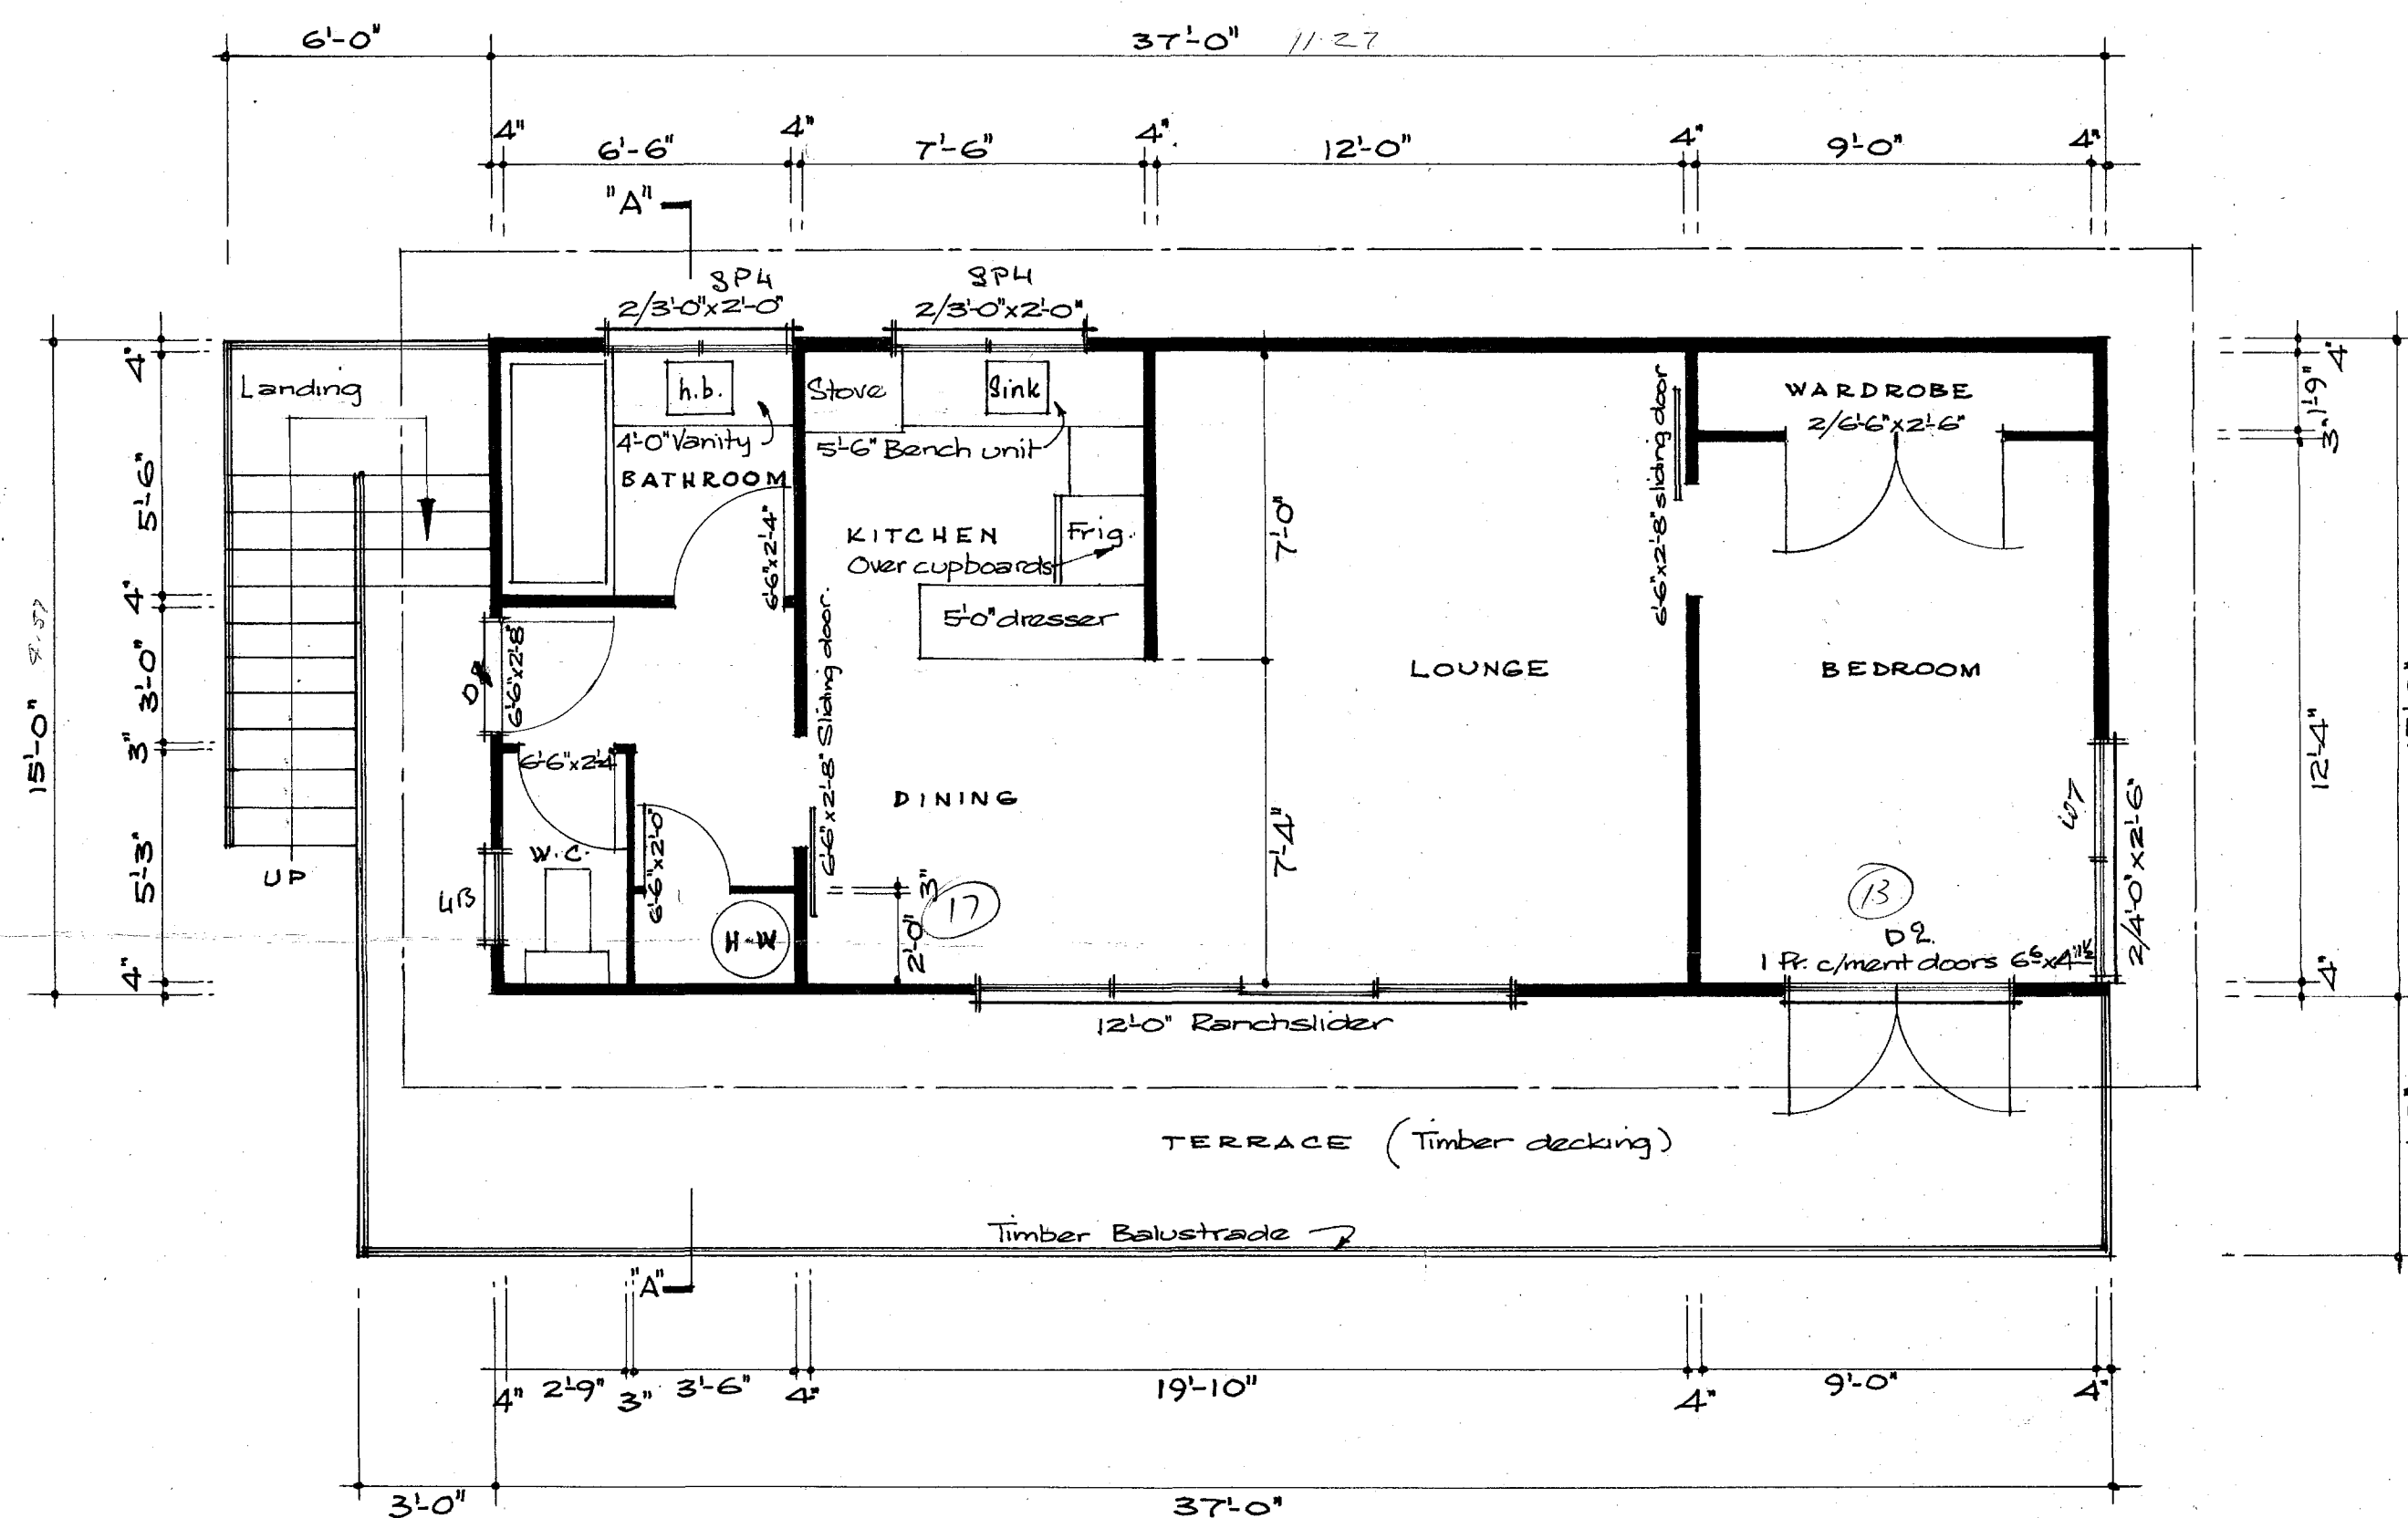 6'-0"
37'-0" 11.27
4" 6'-6" 4" 7'-6" 4" 12'-0" 4" 9'-0" 4"
"A"
SP4
2/3'-0"x2'-0"
SP4
2/3'-0"x2'-0"
Landing
h.b.
4'-0" Vanity
BATHROOM
6'-6"x2'-4"
Stove
Sink
5'-6" Bench unit
KITCHEN
Over cupboards
Frig.
5'-0" dresser
7'-0"
6'-6"x2'-8" sliding door
WARDROBE
2/6'-6"x2'-6"
4"
1'-9"
3"
12'-4"
4"
4"
5'-6"
4"
3'-0"
3"
5'-3"
4"
15'-0"
UP
6'-6"x2'-8"
6'-6"x2'-4"
W.C.
4B
6'-6"x2'-0"
H-W
6'-6"x2'-8" Sliding door.
DINING
3"
2'-0"
17
7'-4"
LOUNGE
BEDROOM
W7
2/4'-0"x2'-6"
13
D2.
1 Pr. c/ment doors 6⁶x4'11½
12'-0" Ranchslider
TERRACE (Timber decking)
Timber Balustrade
"A"
4" 2'-9" 3" 3'-6" 4" 19'-10" 4" 9'-0" 4"
3'-0" 37'-0"